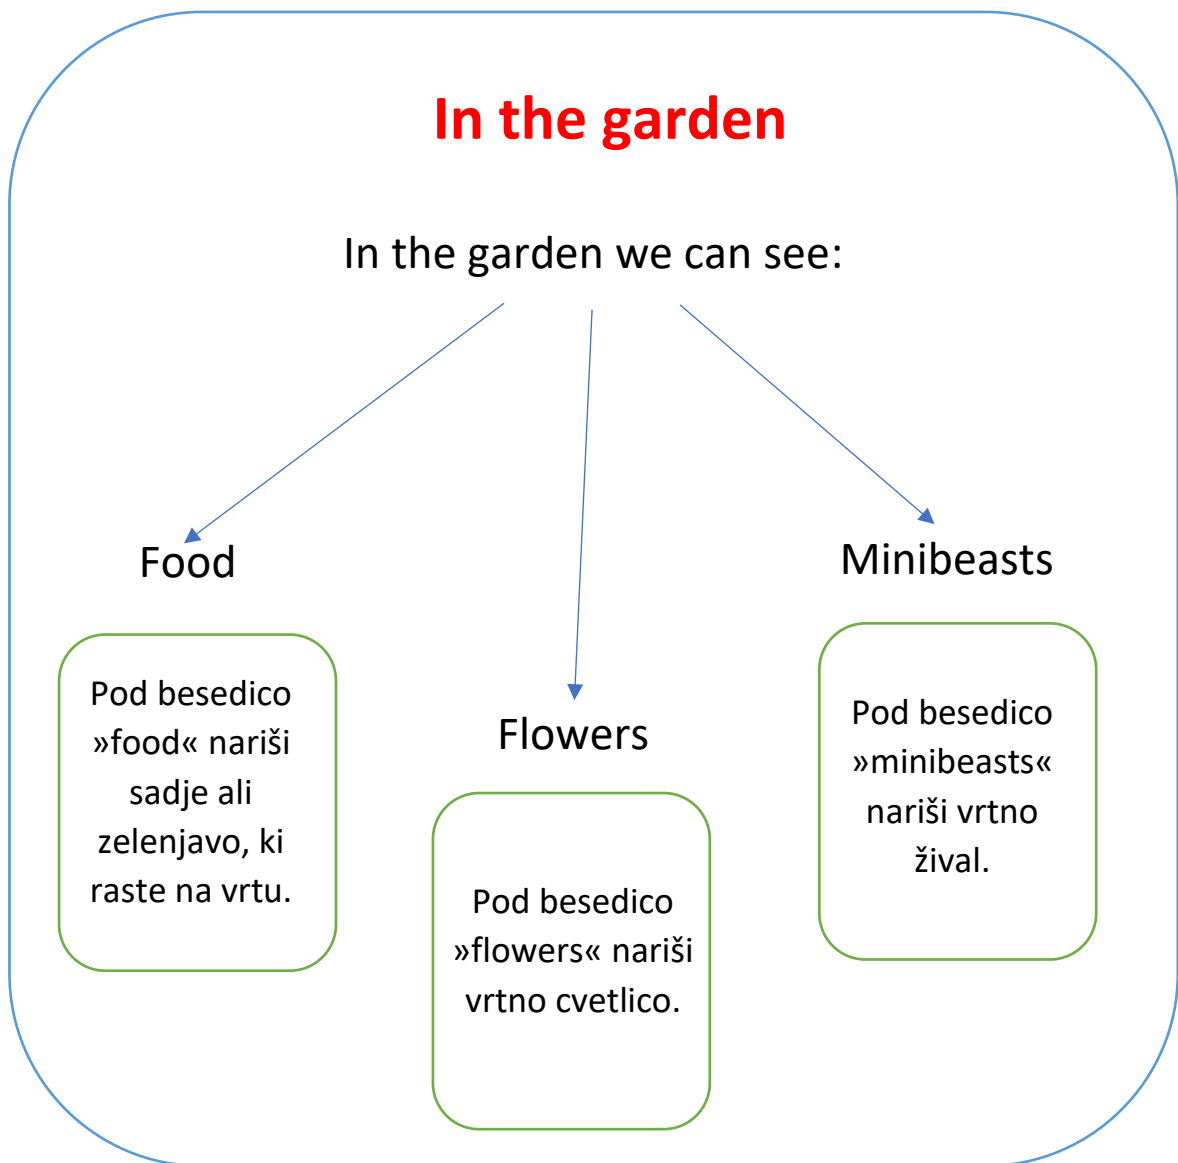 In the garden
In the garden we can see:
Food
Pod besedico
»food« nariši
sadje ali
zelenjavo, ki
raste na vrtu.
Flowers
Pod besedico
»flowers« nariši
vrtno cvetlico.
Minibeasts
Pod besedico
»minibeasts«
nariši vrtno
žival.